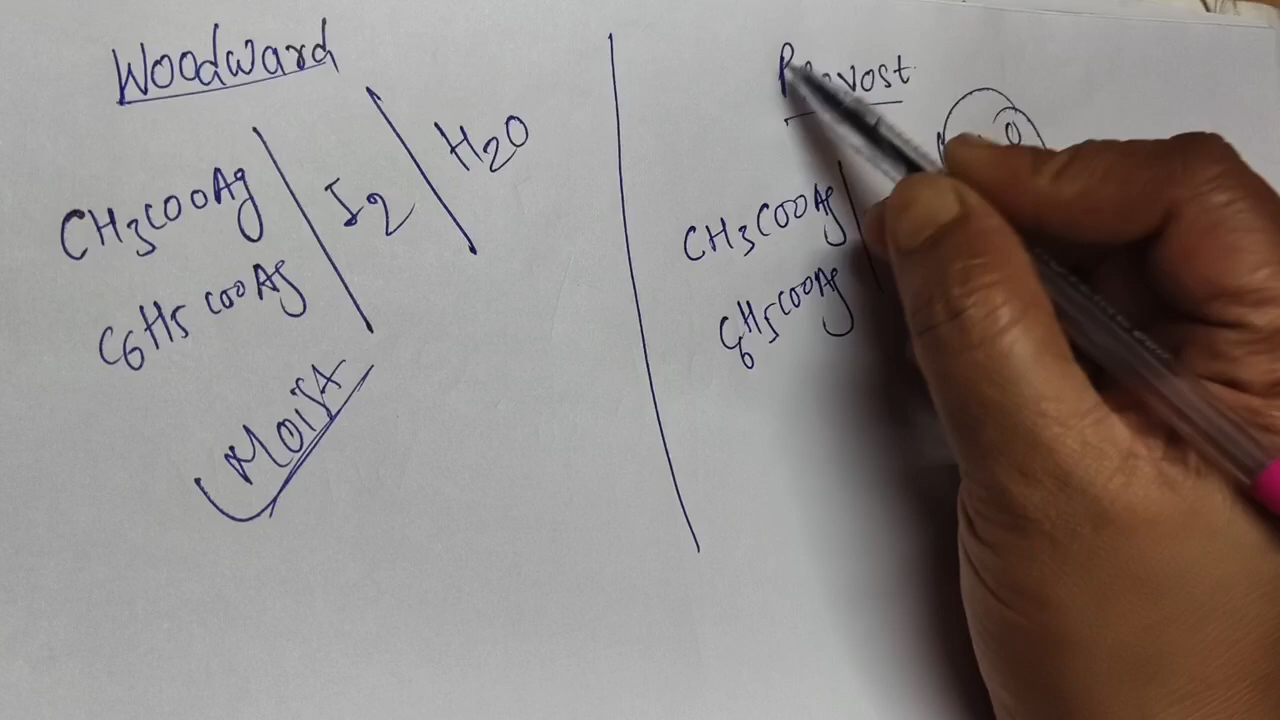 Woodward
CH3COOAg / I2 / H2O
C6H5COOAg
Moist
CH3COOAg
C6H5COOAg